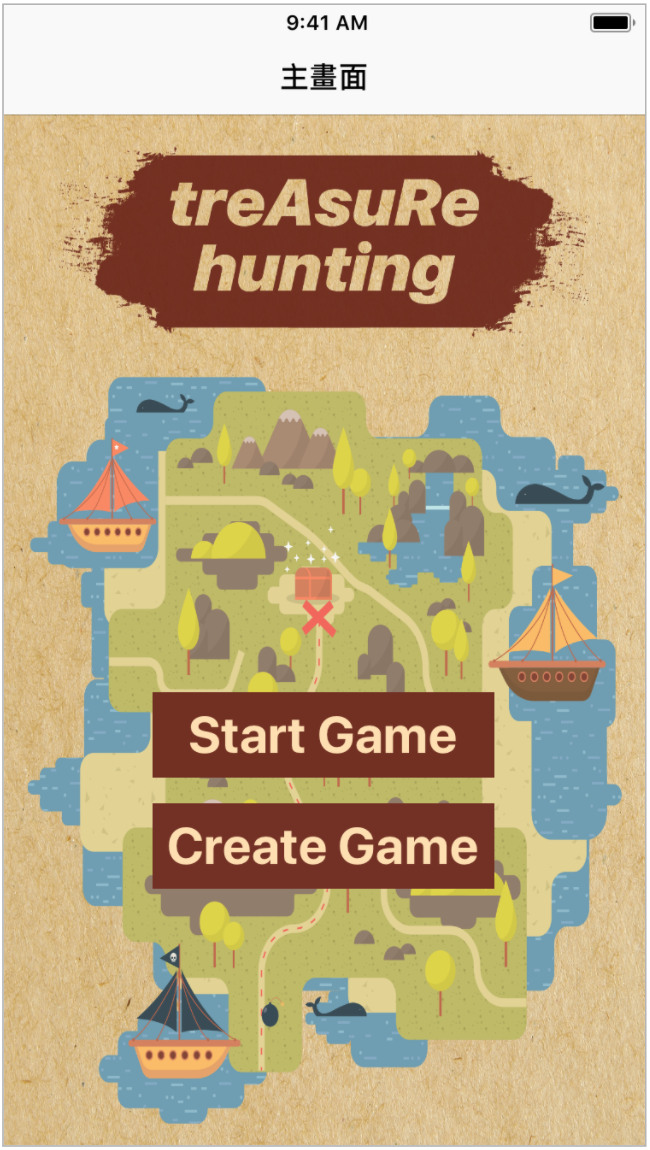 9:41 AM
主畫面
treAsuRe
hunting
Start Game
Create Game